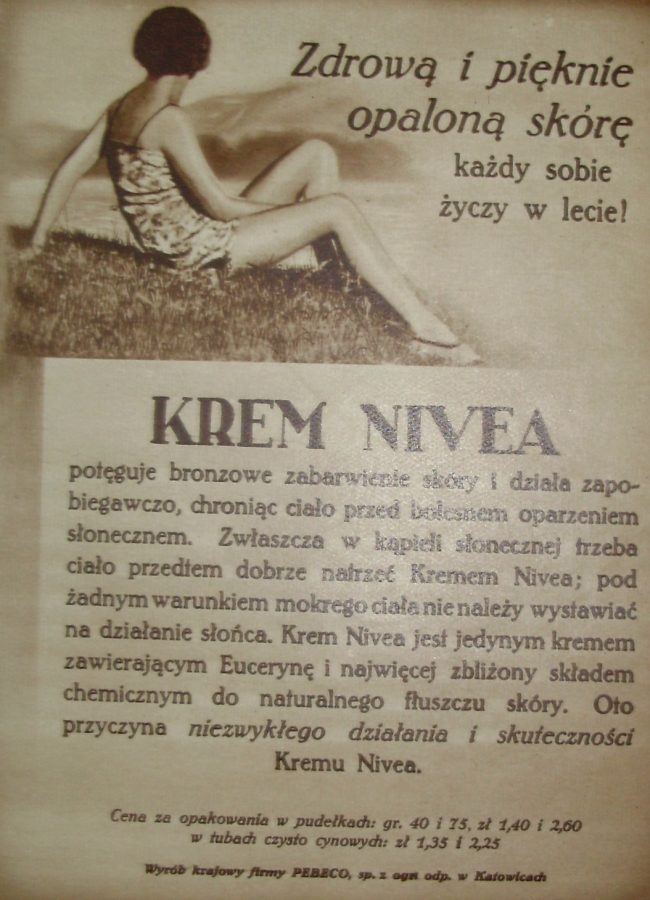 Zdrową i pięknie
opaloną skórę
każdy sobie
życzy w lecie!
KREM NIVEA
potęguje bronzowe zabarwienie skóry i działa zapo-
biegawczo, chroniąc ciało przed bolesnem oparzeniem
słonecznem. Zwłaszcza w kąpieli słonecznej trzeba
ciało przedtem dobrze natrzeć Kremem Nivea; pod
żadnym warunkiem mokrego ciała nie należy wystawiać
na działanie słońca. Krem Nivea jest jedynym kremem
zawierającym Eucerynę i najwięcej zbliżony składem
chemicznym do naturalnego tłuszczu skóry. Oto
przyczyna niezwykłego działania i skuteczności
Kremu Nivea.
Cena za opakowania w pudełkach: gr. 40 i 75, zł 1,40 i 2,60
w tubach czysto cynowych: zł 1,35 i 2,25
Wyrób krajowy firmy PEBECO, sp. z ogr. odp. w Katowicach